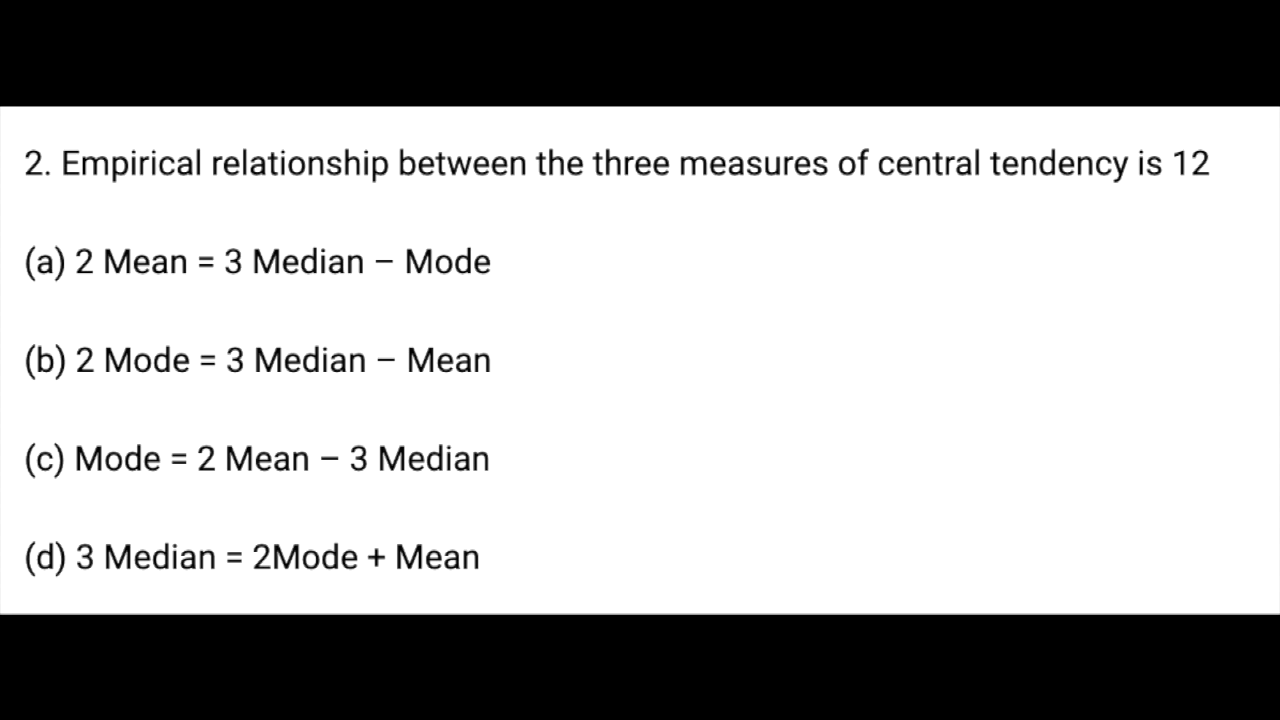 2. Empirical relationship between the three measures of central tendency is 12
(a) 2 Mean = 3 Median – Mode
(b) 2 Mode = 3 Median – Mean
(c) Mode = 2 Mean – 3 Median
(d) 3 Median = 2Mode + Mean